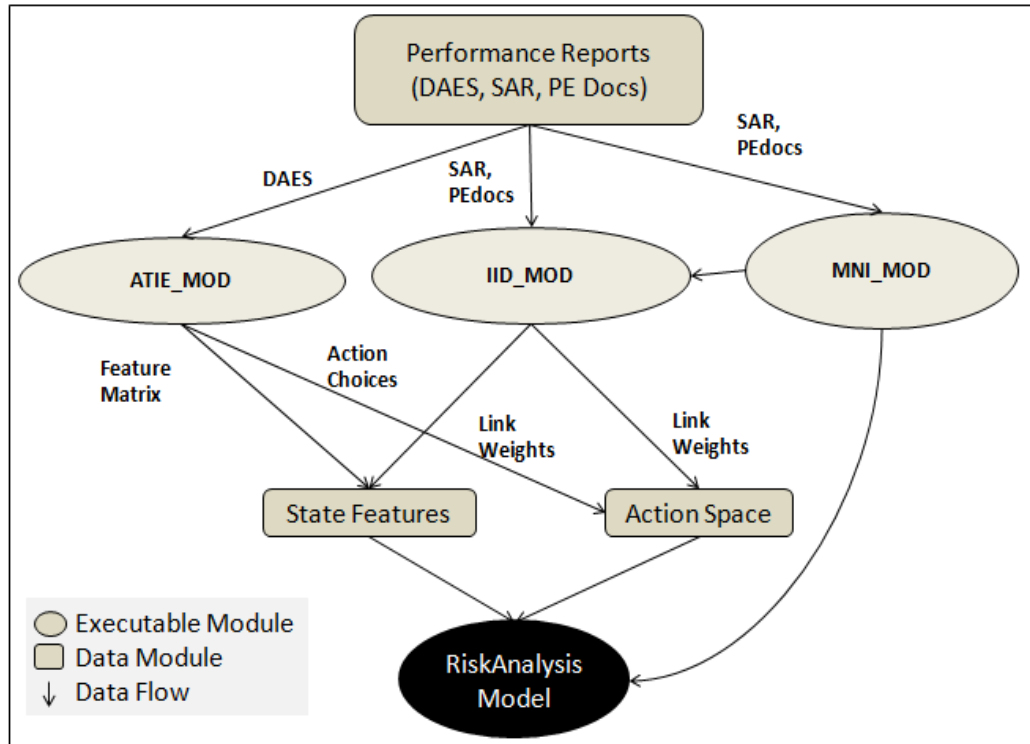 Performance Reports
(DAES, SAR, PE Docs)
SAR,
PEdocs
DAES
SAR,
PEdocs
ATIE_MOD
IID_MOD
MNI_MOD
Feature
Matrix
Action
Choices
Link
Weights
Link
Weights
State Features
Action Space
Executable Module
Data Module
Data Flow
RiskAnalysis
Model